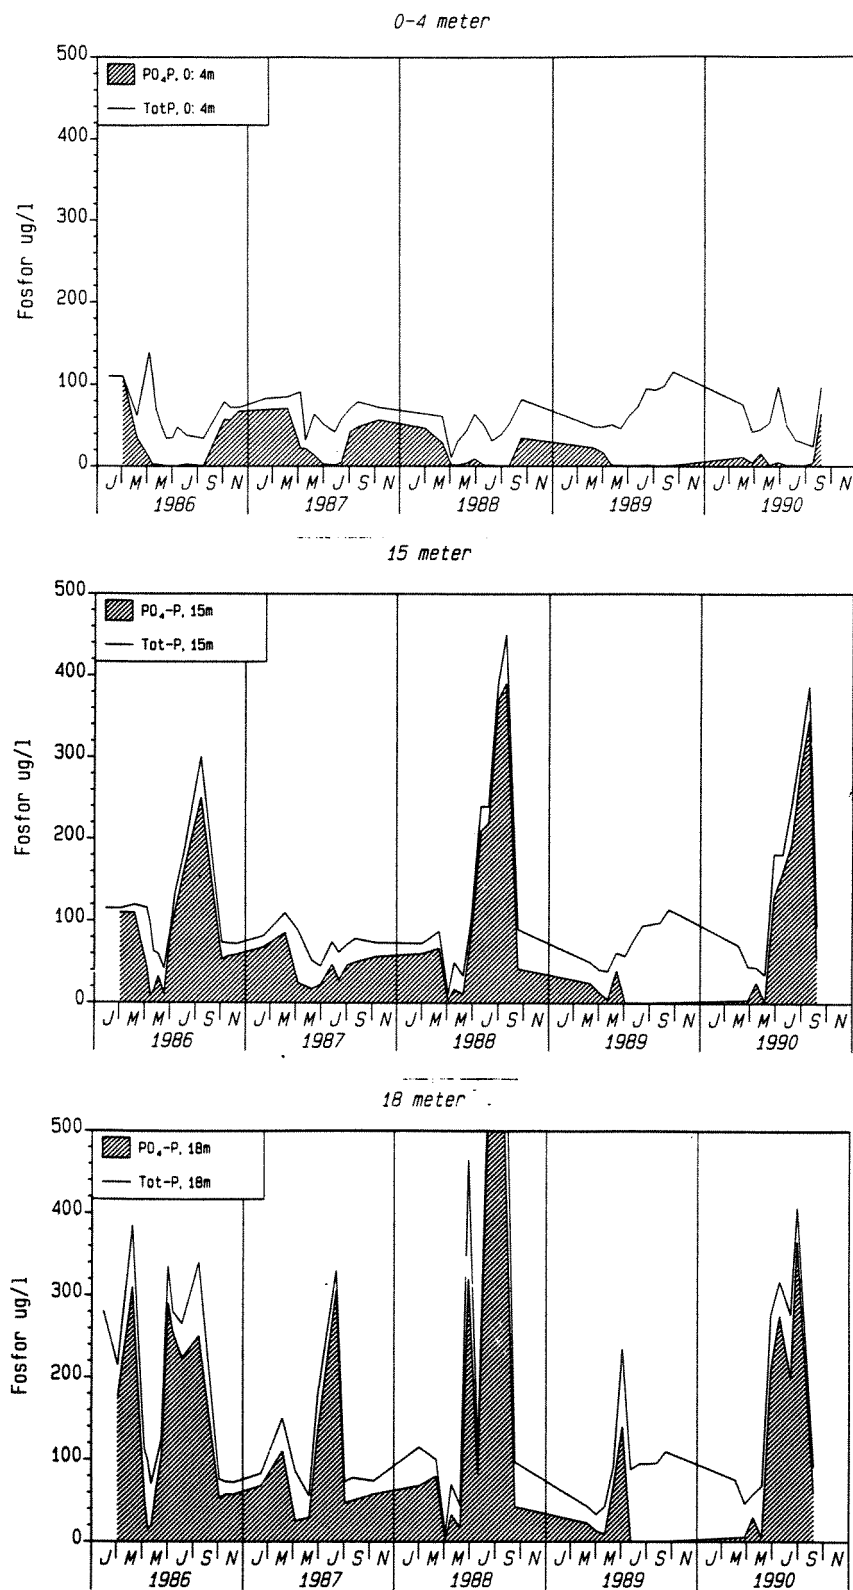 0-4 meter
500
PO₄P, 0: 4m
TotP, 0: 4m
400
300
200
100
0
Fosfor ug/l
J M M J S N J M M J S N J M M J S N J M M J S N J M M J S N
1986 1987 1988 1989 1990
15 meter
500
PO₄-P, 15m
Tot-P, 15m
400
300
200
100
0
Fosfor ug/l
J M M J S N J M M J S N J M M J S N J M M J S N J M M J S N
1986 1987 1988 1989 1990
18 meter
500
PO₄-P, 18m
Tot-P, 18m
400
300
200
100
0
Fosfor ug/l
J M M J S N J M M J S N J M M J S N J M M J S N J M M J S N
1986 1987 1988 1989 1990